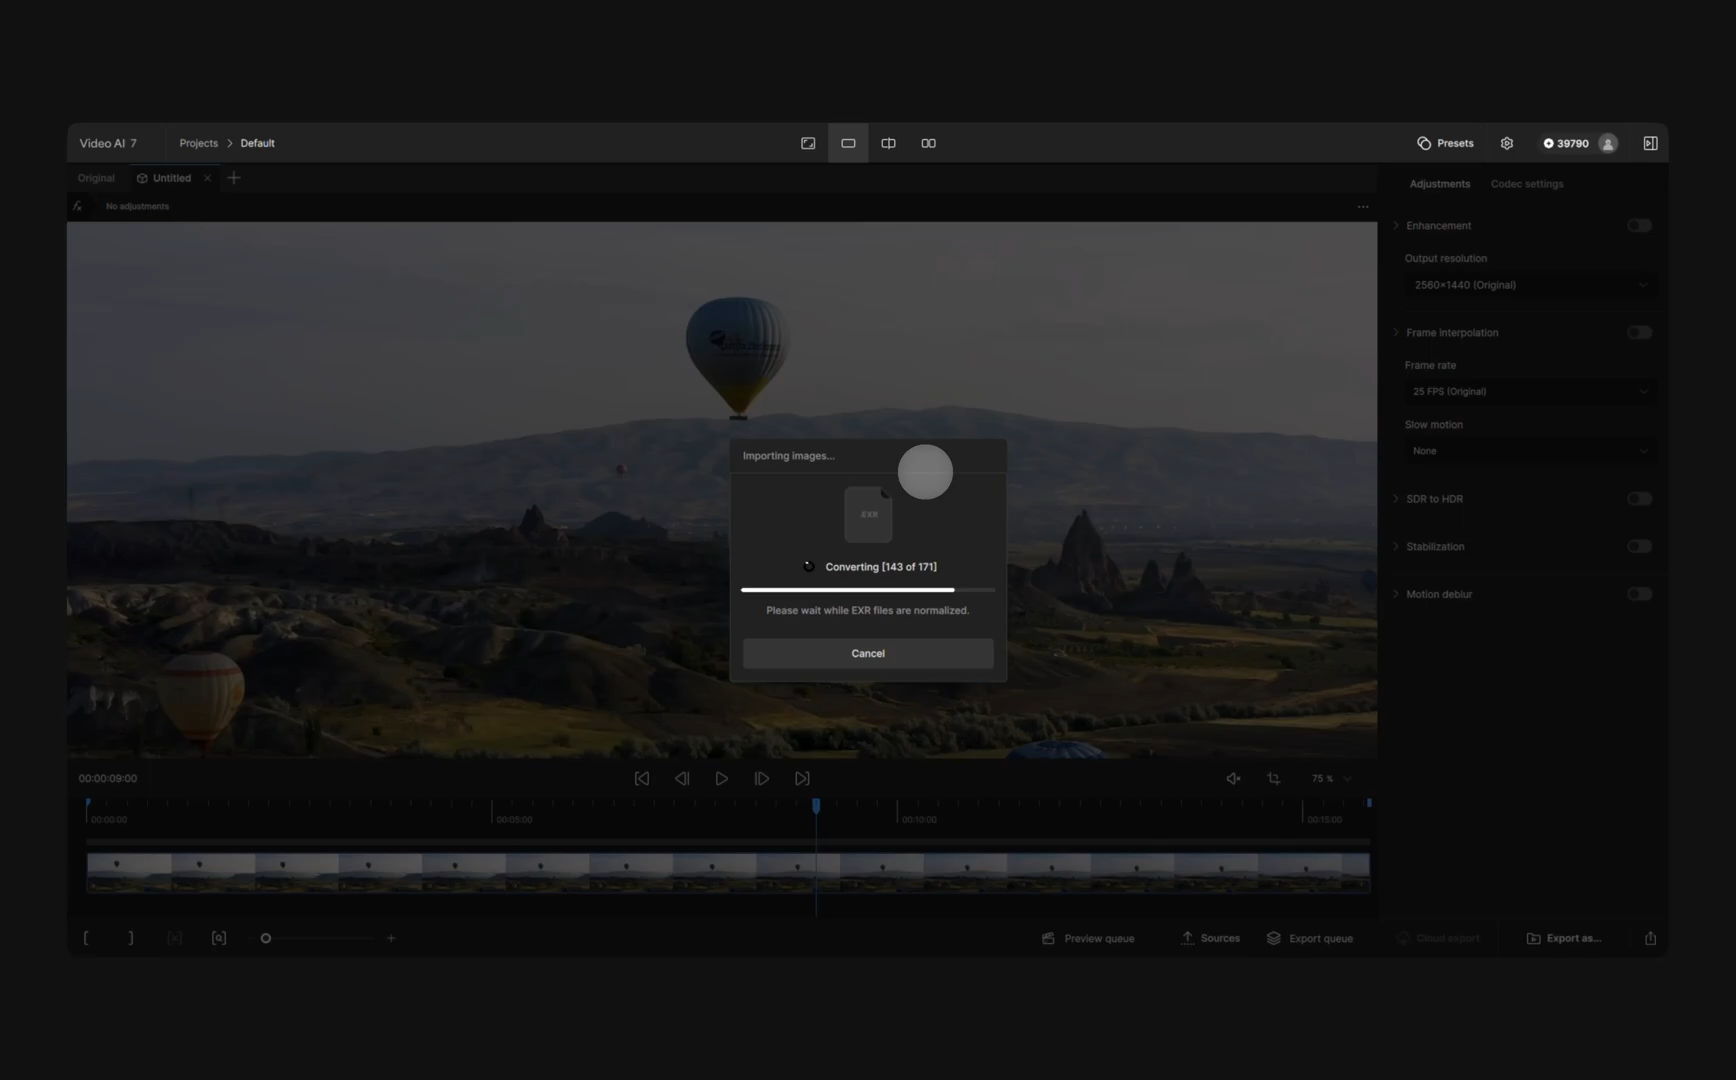 Video AI 7
Projects > Default
Presets
39790
Original
Untitled
No adjustments
Adjustments
Codec settings
Enhancement
Output resolution
2560×1440 (Original)
Frame interpolation
Frame rate
25 FPS (Original)
Slow motion
None
SDR to HDR
Stabilization
Motion deblur
Importing images...
.EXR
Converting [143 of 171]
Please wait while EXR files are normalized.
Cancel
00:00:09:00
75 %
00:00:00
00:05:00
00:10:00
00:15:00
Preview queue
Sources
Export queue
Cloud export
Export as...